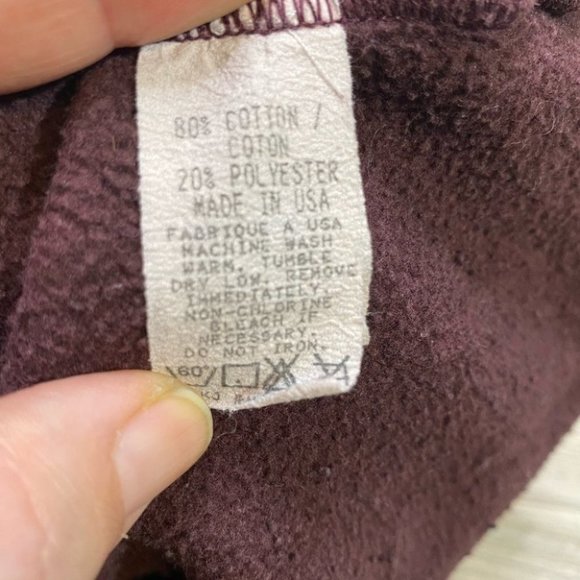 80% COTTON /
COTON
20% POLYESTER
MADE IN USA
FABRIQUE A USA
MACHINE WASH
WARM, TUMBLE
DRY LOW, REMOVE
IMMEDIATELY.
NON-CHLORINE
BLEACH IF
NECESSARY.
DO NOT IRON.
60